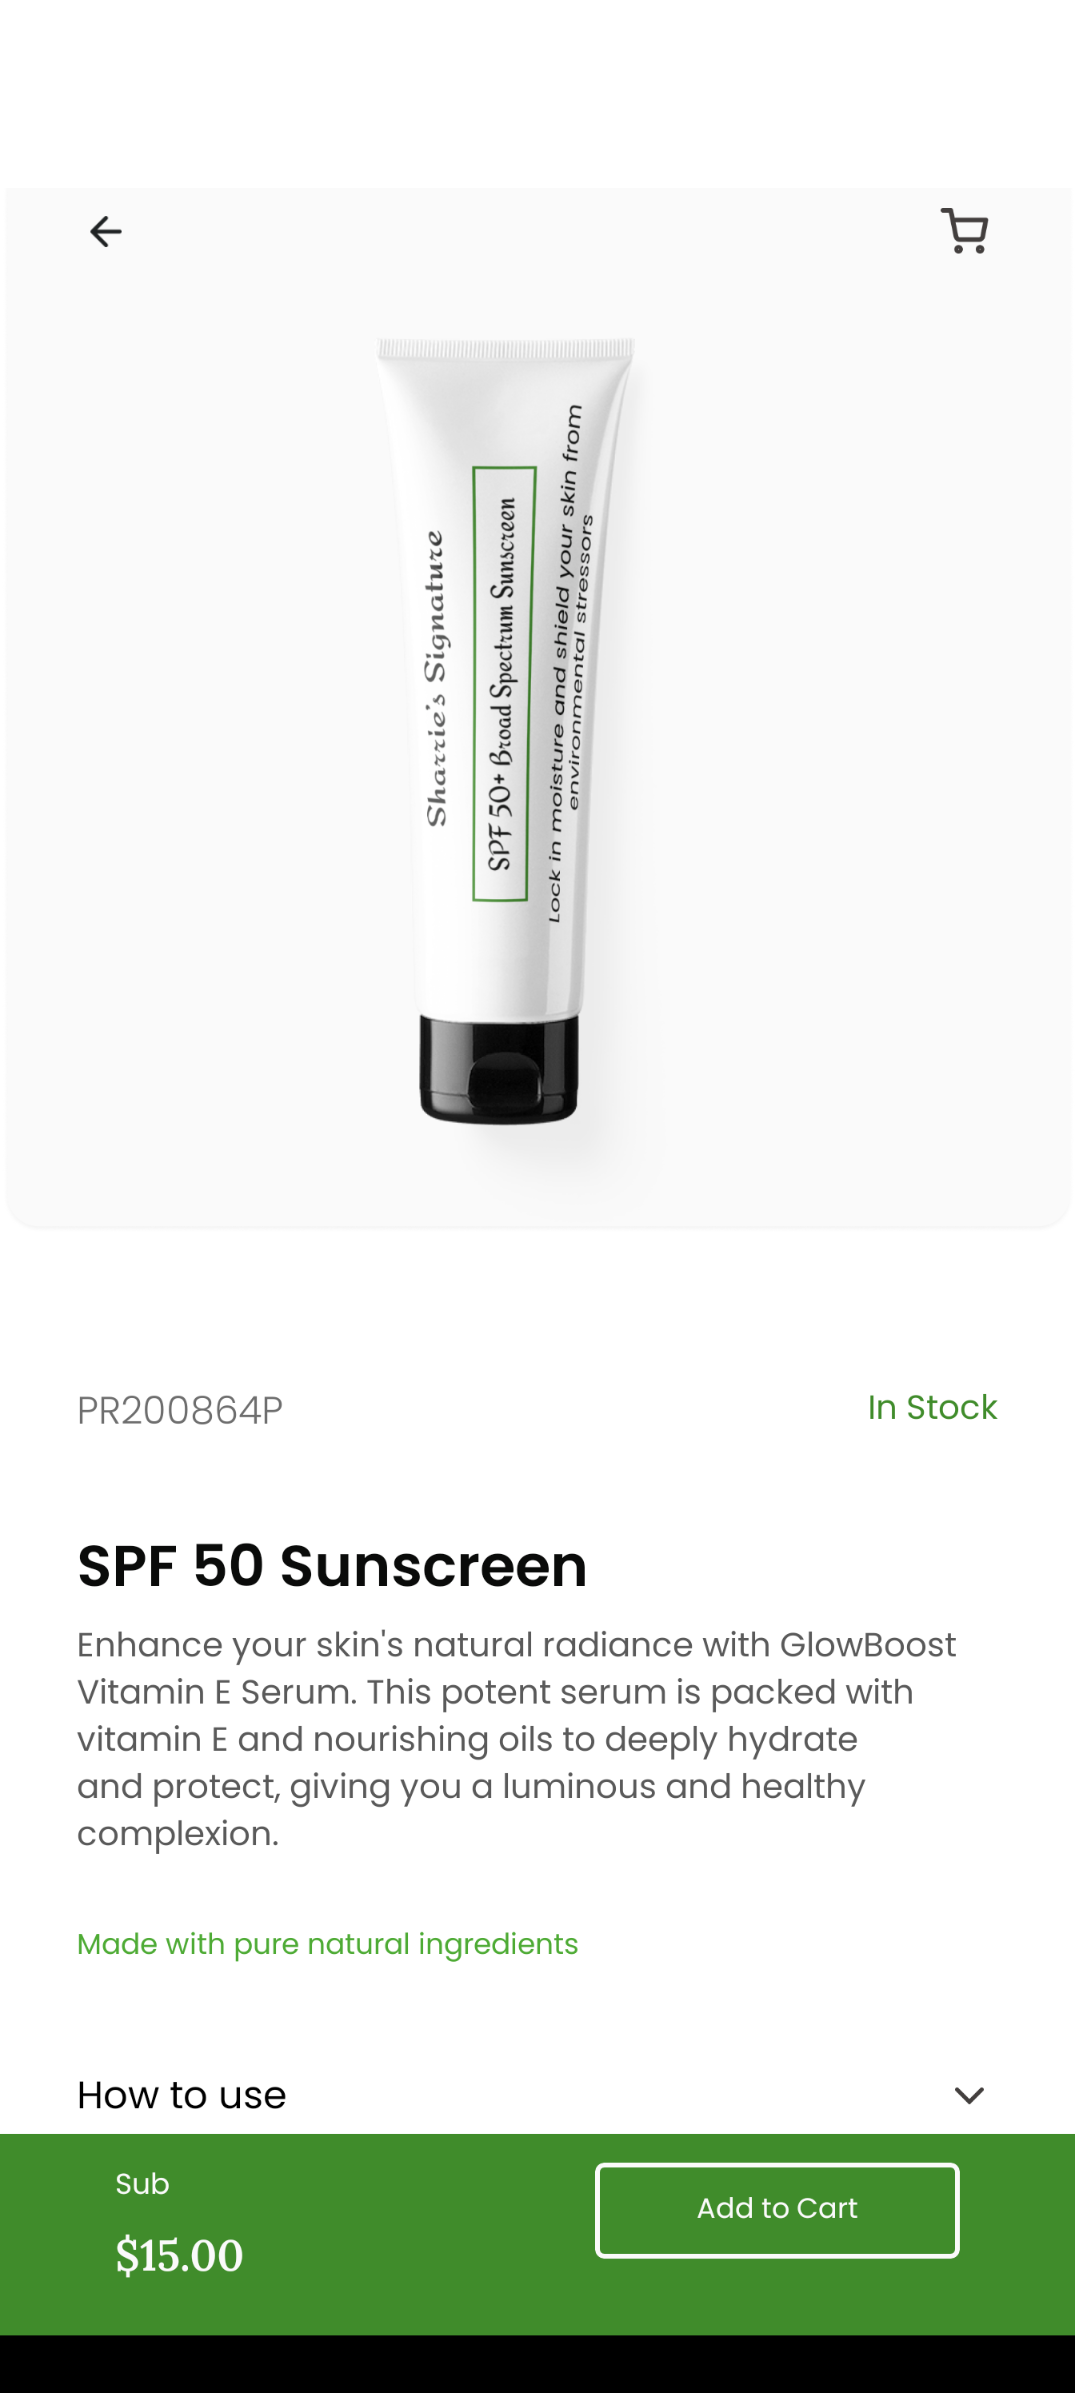 Sharrie's Signature
SPF 50+ Broad Spectrum Sunscreen
Lock in moisture and shield your skin from
environmental stressors
PR200864P
In Stock
SPF 50 Sunscreen
Enhance your skin's natural radiance with GlowBoost
Vitamin E Serum. This potent serum is packed with
vitamin E and nourishing oils to deeply hydrate
and protect, giving you a luminous and healthy
complexion.
Made with pure natural ingredients
How to use
Sub
Add to Cart
$15.00